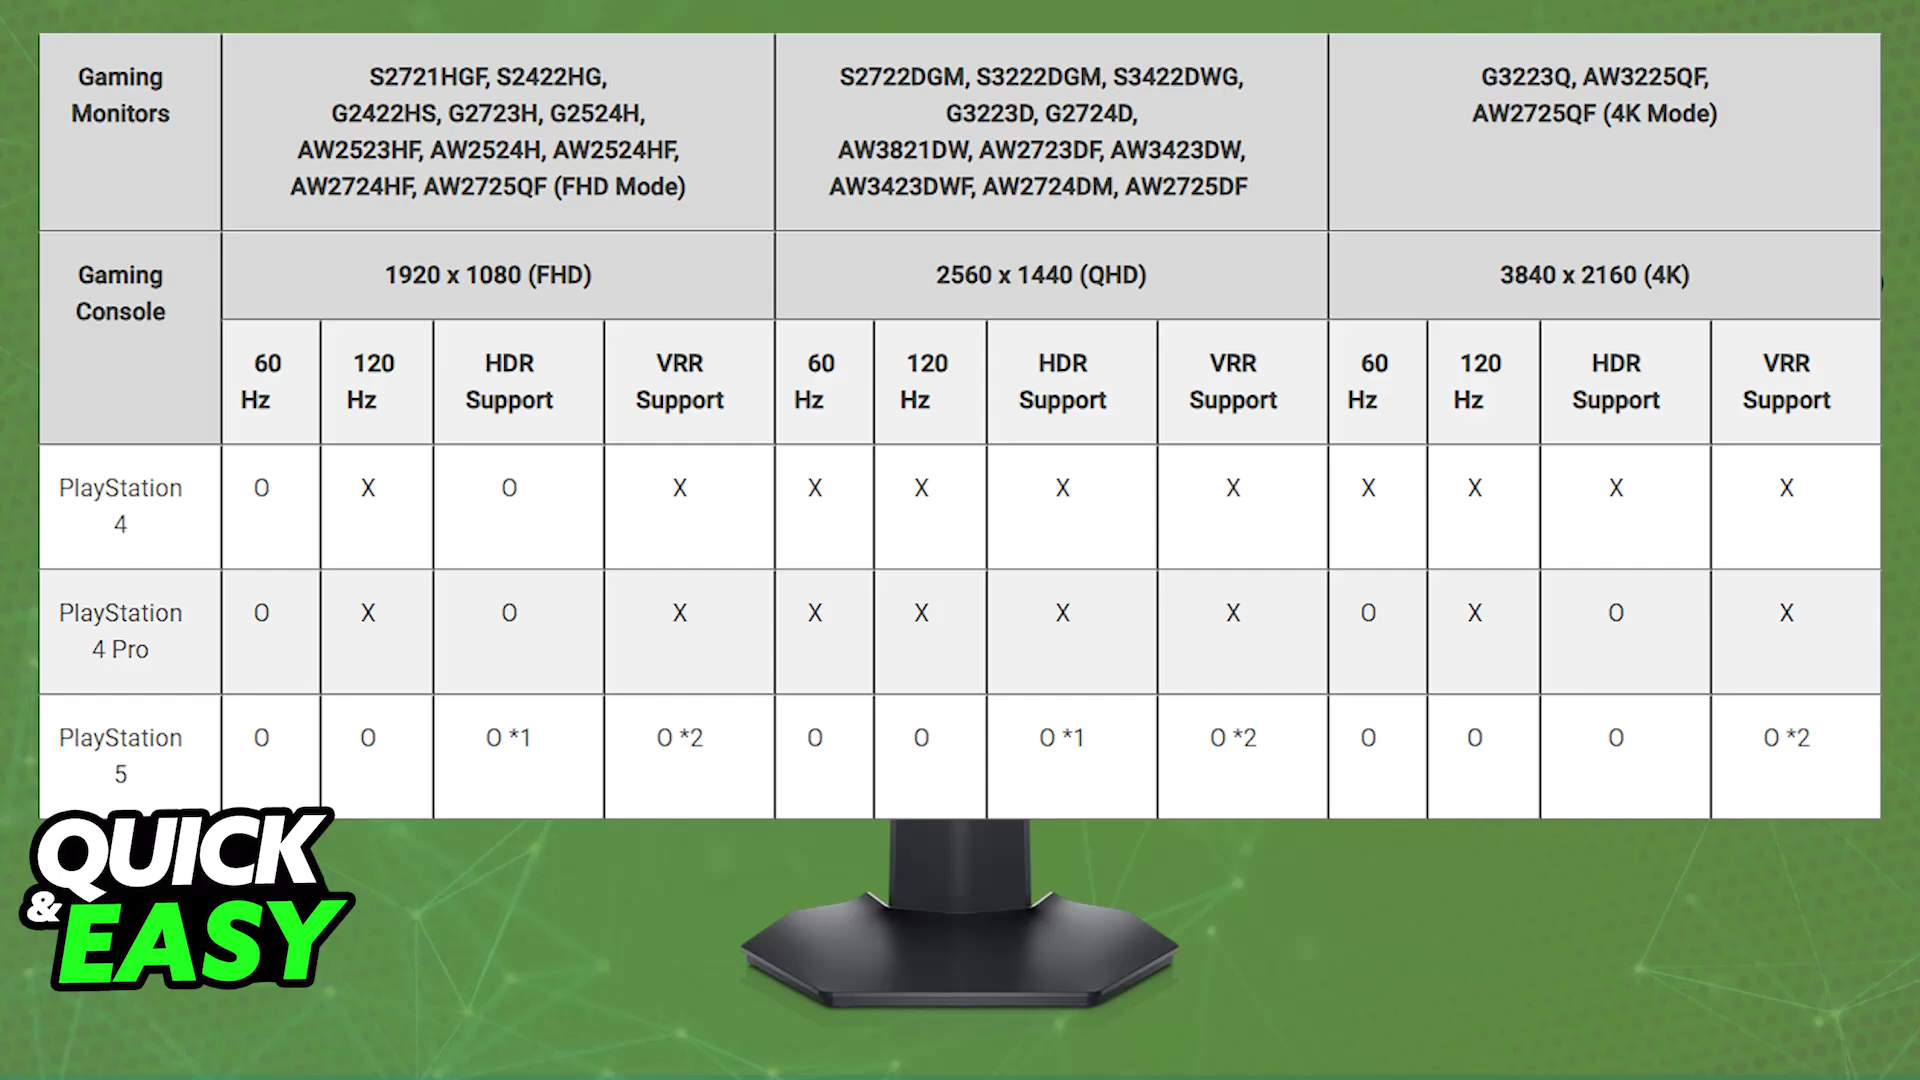 Gaming
Monitors
S2721HGF, S2422HG,
G2422HS, G2723H, G2524H,
AW2523HF, AW2524H, AW2524HF,
AW2724HF, AW2725QF (FHD Mode)
S2722DGM, S3222DGM, S3422DWG,
G3223D, G2724D,
AW3821DW, AW2723DF, AW3423DW,
AW3423DWF, AW2724DM, AW2725DF
G3223Q, AW3225QF,
AW2725QF (4K Mode)
Gaming
Console
1920 x 1080 (FHD)
2560 x 1440 (QHD)
3840 x 2160 (4K)
60
Hz
120
Hz
HDR
Support
VRR
Support
60
Hz
120
Hz
HDR
Support
VRR
Support
60
Hz
120
Hz
HDR
Support
VRR
Support
PlayStation
4
O X O X X X X X X X X X
PlayStation
4 Pro
O X O X X X X X O X O X
PlayStation
5
O O O *1 O *2 O O O *1 O *2 O O O O *2
QUICK
&
EASY